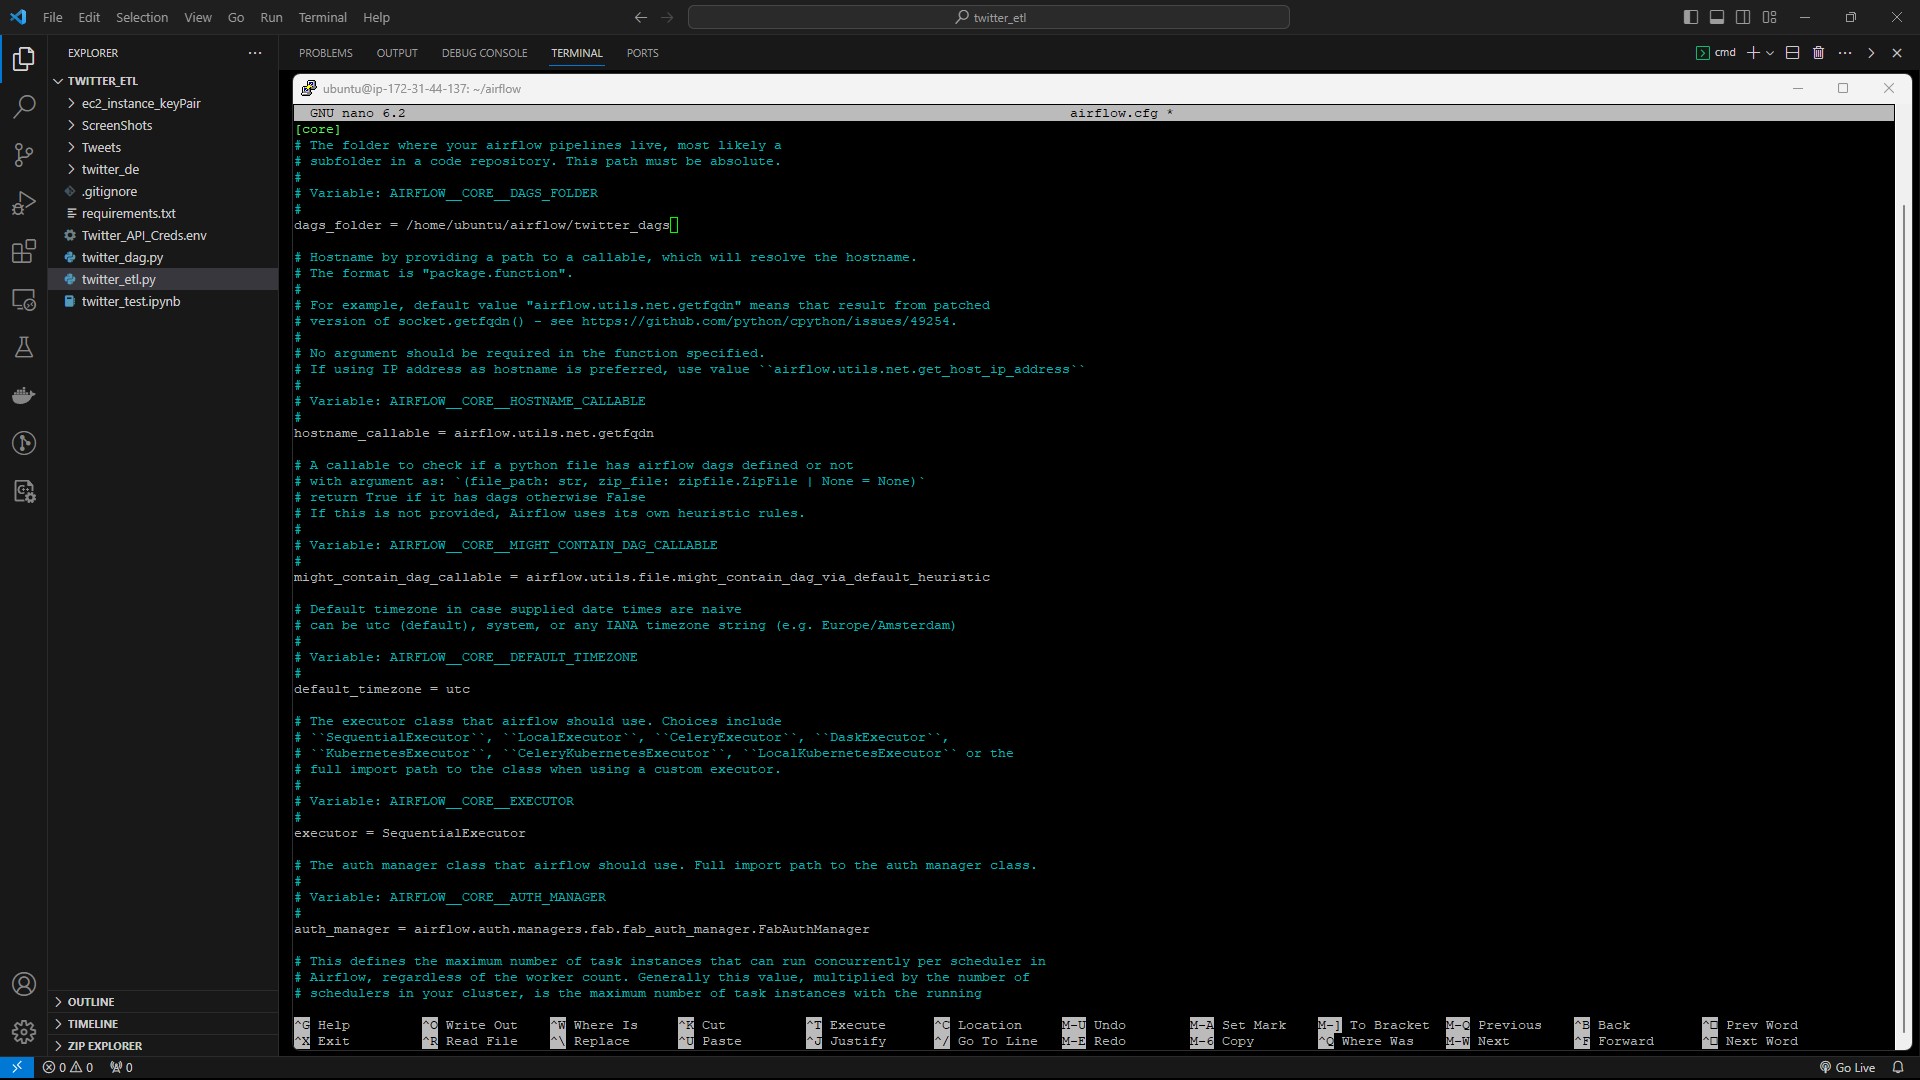 File Edit Selection View Go Run Terminal Help
twitter_etl
EXPLORER
PROBLEMS OUTPUT DEBUG CONSOLE TERMINAL PORTS
cmd
TWITTER_ETL
ec2_instance_keyPair
ScreenShots
Tweets
twitter_de
.gitignore
requirements.txt
Twitter_API_Creds.env
twitter_dag.py
twitter_etl.py
twitter_test.ipynb
OUTLINE
TIMELINE
ZIP EXPLORER
ubuntu@ip-172-31-44-137: ~/airflow
GNU nano 6.2 airflow.cfg *
[core]
# The folder where your airflow pipelines live, most likely a
# subfolder in a code repository. This path must be absolute.
#
# Variable: AIRFLOW__CORE__DAGS_FOLDER
#
dags_folder = /home/ubuntu/airflow/twitter_dags
# Hostname by providing a path to a callable, which will resolve the hostname.
# The format is "package.function".
#
# For example, default value "airflow.utils.net.getfqdn" means that result from patched
# version of socket.getfqdn() - see https://github.com/python/cpython/issues/49254.
#
# No argument should be required in the function specified.
# If using IP address as hostname is preferred, use value ``airflow.utils.net.get_host_ip_address``
#
# Variable: AIRFLOW__CORE__HOSTNAME_CALLABLE
#
hostname_callable = airflow.utils.net.getfqdn
# A callable to check if a python file has airflow dags defined or not
# with argument as: `(file_path: str, zip_file: zipfile.ZipFile | None = None)`
# return True if it has dags otherwise False
# If this is not provided, Airflow uses its own heuristic rules.
#
# Variable: AIRFLOW__CORE__MIGHT_CONTAIN_DAG_CALLABLE
#
might_contain_dag_callable = airflow.utils.file.might_contain_dag_via_default_heuristic
# Default timezone in case supplied date times are naive
# can be utc (default), system, or any IANA timezone string (e.g. Europe/Amsterdam)
#
# Variable: AIRFLOW__CORE__DEFAULT_TIMEZONE
#
default_timezone = utc
# The executor class that airflow should use. Choices include
# ``SequentialExecutor``, ``LocalExecutor``, ``CeleryExecutor``, ``DaskExecutor``,
# ``KubernetesExecutor``, ``CeleryKubernetesExecutor``, ``LocalKubernetesExecutor`` or the
# full import path to the class when using a custom executor.
#
# Variable: AIRFLOW__CORE__EXECUTOR
#
executor = SequentialExecutor
# The auth manager class that airflow should use. Full import path to the auth manager class.
#
# Variable: AIRFLOW__CORE__AUTH_MANAGER
#
auth_manager = airflow.auth.managers.fab.fab_auth_manager.FabAuthManager
# This defines the maximum number of task instances that can run concurrently per scheduler in
# Airflow, regardless of the worker count. Generally this value, multiplied by the number of
# schedulers in your cluster, is the maximum number of task instances with the running
^G Help ^O Write Out ^W Where Is ^K Cut ^T Execute ^C Location M-U Undo M-A Set Mark M-] To Bracket M-Q Previous ^B Back ^□ Prev Word
^X Exit ^R Read File ^\ Replace ^U Paste ^J Justify ^/ Go To Line M-E Redo M-6 Copy ^Q Where Was M-W Next ^F Forward ^□ Next Word
0 0 0 Go Live